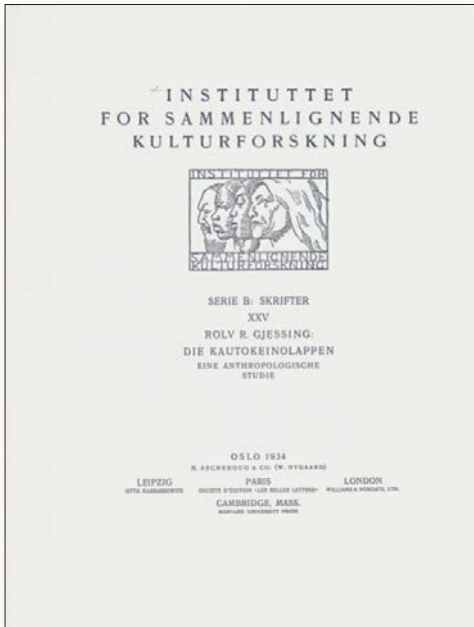 INSTITUTTET
FOR SAMMENLIGNENDE
KULTURFORSKNING
INSTITUTTET FOR
SAMMENLIGNENDE
KULTURFORSKNING
SERIE B: SKRIFTER
XXV
ROLV R. GJESSING:
DIE KAUTOKEINOLAPPEN
EINE ANTHROPOLOGISCHE
STUDIE
OSLO 1934
H. ASCHEHOUG & CO. (W. NYGAARD)
LEIPZIG PARIS LONDON
OTTO HARRASSOWITZ SOCIÉTÉ D'ÉDITION «LES BELLES LETTRES» WILLIAMS & NORGATE, LTD.
CAMBRIDGE, MASS.
HARVARD UNIVERSITY PRESS